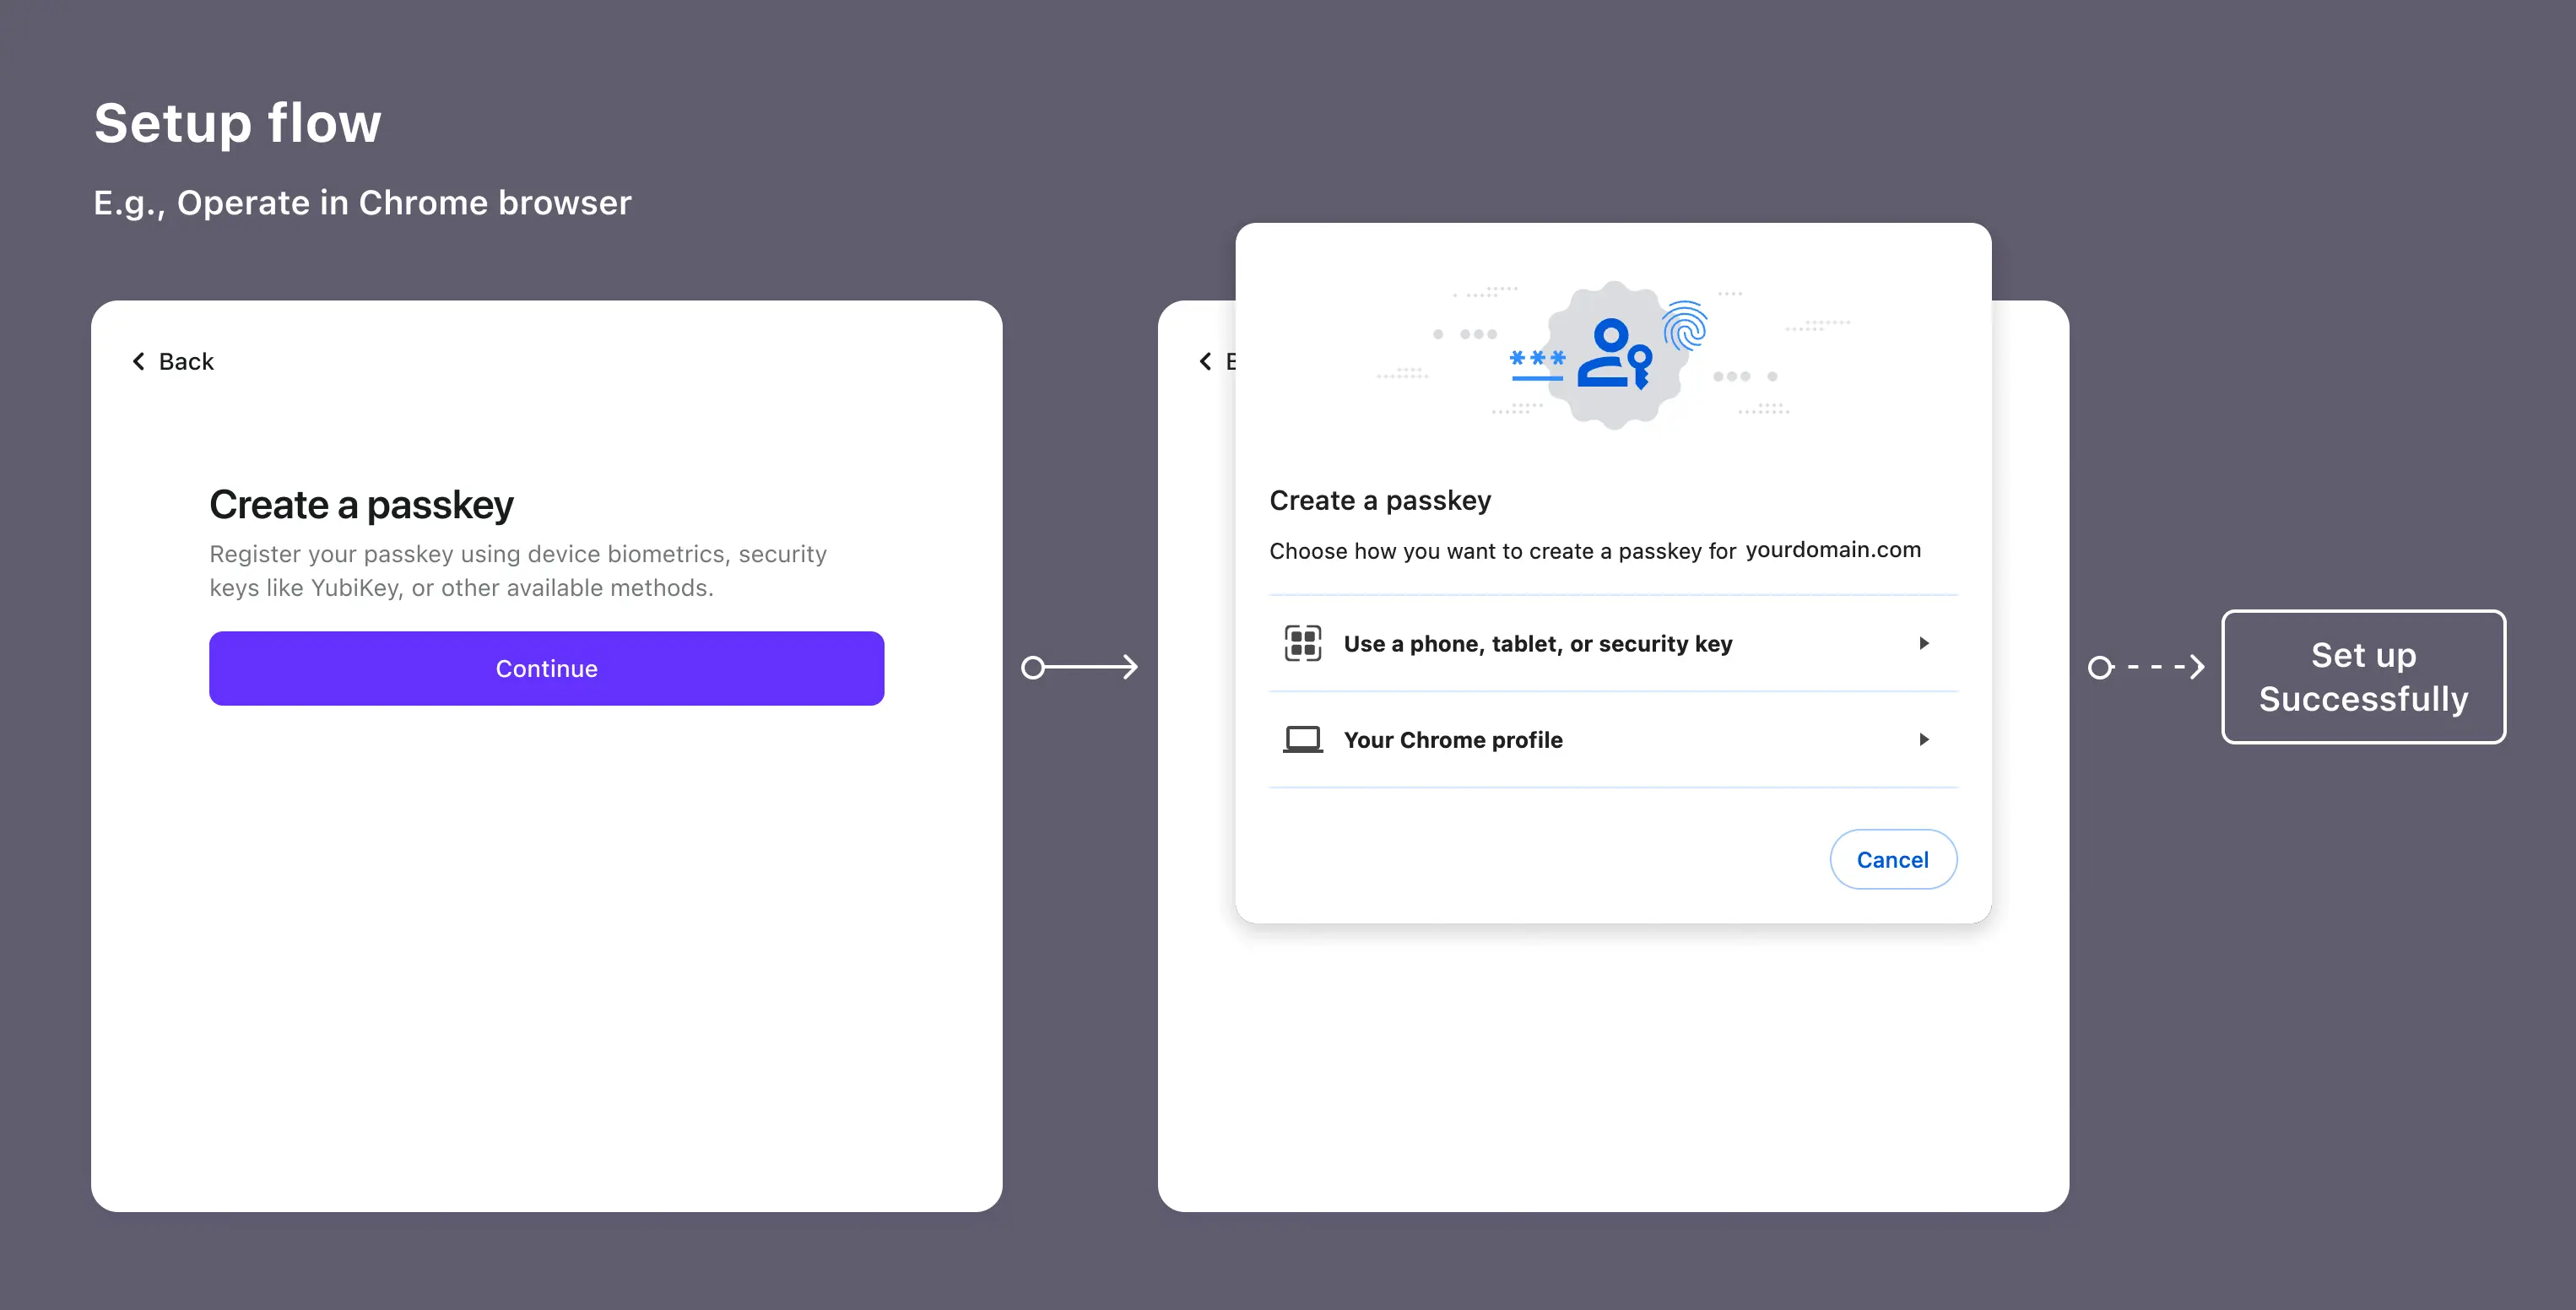 Setup flow
E.g., Operate in Chrome browser
Back
Create a passkey
Register your passkey using device biometrics, security
keys like YubiKey, or other available methods.
Continue
***
Create a passkey
Choose how you want to create a passkey for yourdomain.com
Use a phone, tablet, or security key
Your Chrome profile
Cancel
Set up
Successfully